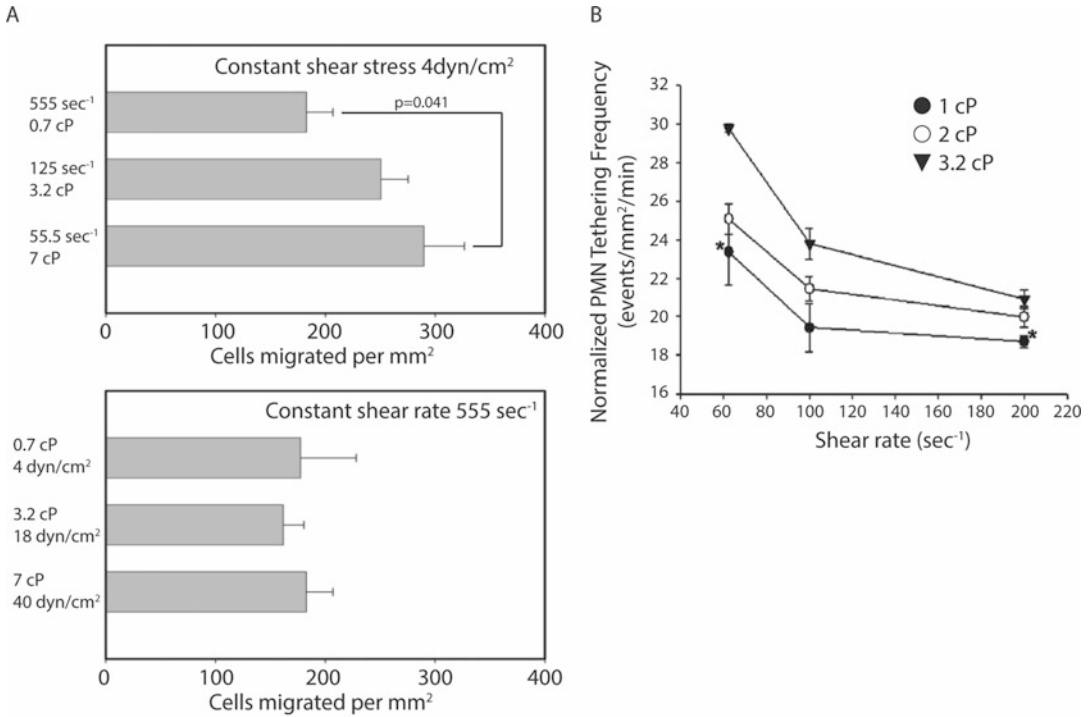 A
Constant shear stress 4dyn/cm²
555 sec⁻¹
0.7 cP
p=0.041
125 sec⁻¹
3.2 cP
55.5 sec⁻¹
7 cP
0 100 200 300 400
Cells migrated per mm²
Constant shear rate 555 sec⁻¹
0.7 cP
4 dyn/cm²
3.2 cP
18 dyn/cm²
7 cP
40 dyn/cm²
0 100 200 300 400
Cells migrated per mm²
B
Normalized PMN Tethering Frequency
(events/mm²/min)
32
30
28
26
24
22
20
18
16
1 cP
2 cP
3.2 cP
*
*
40 60 80 100 120 140 160 180 200 220
Shear rate (sec⁻¹)